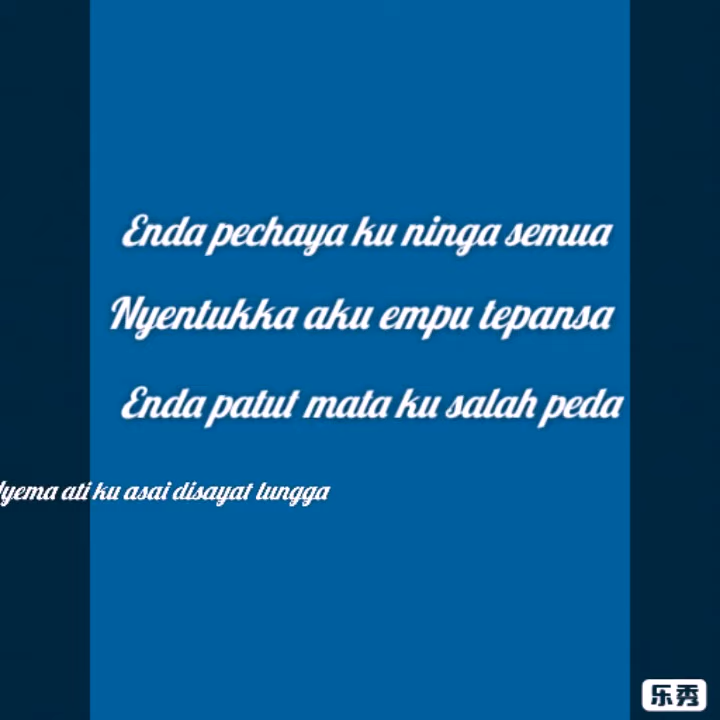 Enda pechaya ku ninga semua
Nyentukka aku empu tepansa
Enda patut mata ku salah peda
ati ku asai disayat lungga
乐秀